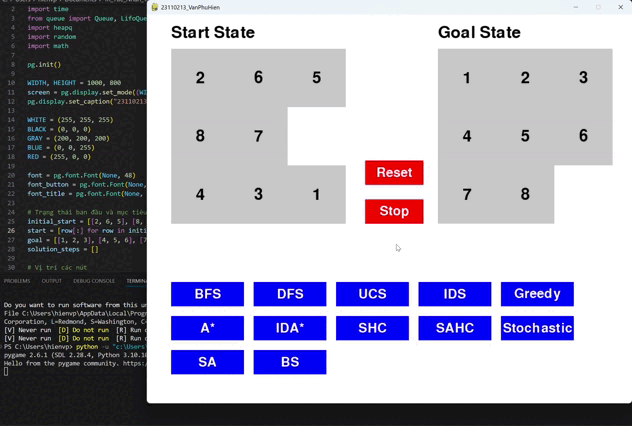 2 import time
3 from queue import Queue, LifoQue
4 import heapq
5 import random
6 import math
7
8 pg.init()
9
10 WIDTH, HEIGHT = 1000, 800
11 screen = pg.display.set_mode((WI
12 pg.display.set_caption("23110213
13
14 WHITE = (255, 255, 255)
15 BLACK = (0, 0, 0)
16 GRAY = (200, 200, 200)
17 BLUE = (0, 0, 255)
18 RED = (255, 0, 0)
19
20 font = pg.font.Font(None, 48)
21 font_button = pg.font.Font(None,
22 font_title = pg.font.Font(None,
23
24 # Trạng thái ban đầu và mục tiêu
25 initial_start = [[2, 6, 5], [8,
26 start = [row[:] for row in initi
27 goal = [[1, 2, 3], [4, 5, 6], [7
28 solution_steps = []
29
30 # Vị trí các nút
PROBLEMS OUTPUT DEBUG CONSOLE TERMINA
Do you want to run software from this un
File C:\Users\hienvp\AppData\Local\Progr
Corporation, L=Redmond, S=Washington, C=
[V] Never run [D] Do not run [R]
[V] Never run [D] Do not run [R] Run
PS C:\Users\hienvp> python -u "c:\Users
pygame 2.6.1 (SDL 2.28.4, Python 3.10.10
Hello from the pygame community. https:/
23110213_VanPhuHien
Start State
2 6 5
8 7
4 3 1
Reset
Stop
Goal State
1 2 3
4 5 6
7 8
BFS DFS UCS IDS Greedy
A* IDA* SHC SAHC Stochastic
SA BS